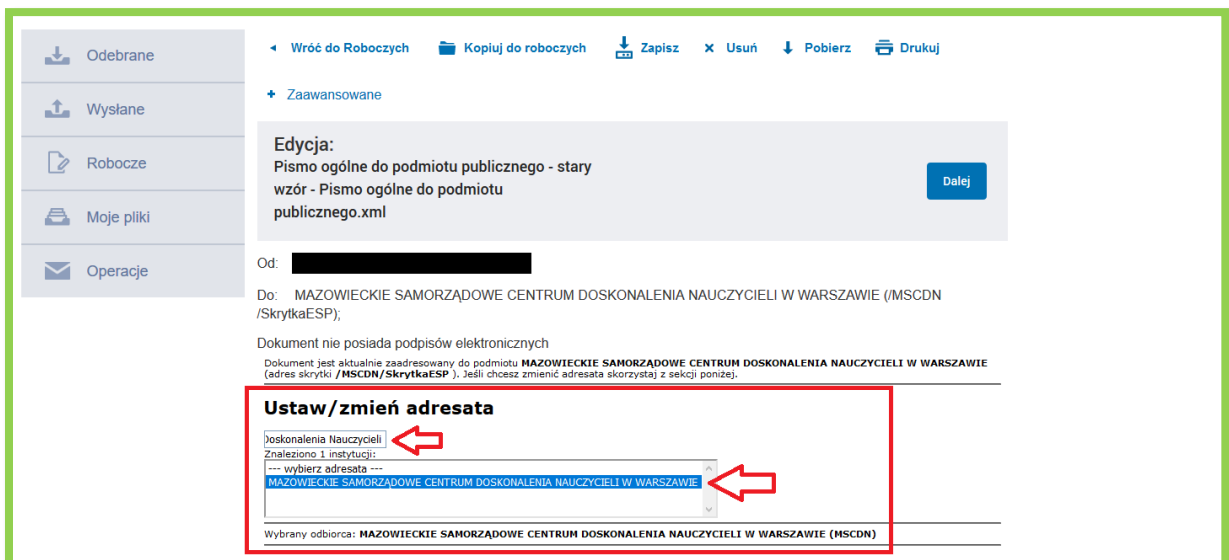 Odebrane
Wysłane
Robocze
Moje pliki
Operacje
Wróć do Roboczych Kopiuj do roboczych Zapisz Usuń Pobierz Drukuj
Zaawansowane
Edycja:
Pismo ogólne do podmiotu publicznego - stary
wzór - Pismo ogólne do podmiotu
publicznego.xml
Dalej
Od:
Do: MAZOWIECKIE SAMORZĄDOWE CENTRUM DOSKONALENIA NAUCZYCIELI W WARSZAWIE (/MSCDN
/SkrytkaESP);
Dokument nie posiada podpisów elektronicznych
Dokument jest aktualnie zaadresowany do podmiotu MAZOWIECKIE SAMORZĄDOWE CENTRUM DOSKONALENIA NAUCZYCIELI W WARSZAWIE
(adres skrytki /MSCDN/SkrytkaESP ). Jeśli chcesz zmienić adresata skorzystaj z sekcji poniżej.
Ustaw/zmień adresata
Doskonalenia Nauczycieli
Znaleziono 1 instytucji:
--- wybierz adresata ---
MAZOWIECKIE SAMORZĄDOWE CENTRUM DOSKONALENIA NAUCZYCIELI W WARSZAWIE
Wybrany odbiorca: MAZOWIECKIE SAMORZĄDOWE CENTRUM DOSKONALENIA NAUCZYCIELI W WARSZAWIE (MSCDN)